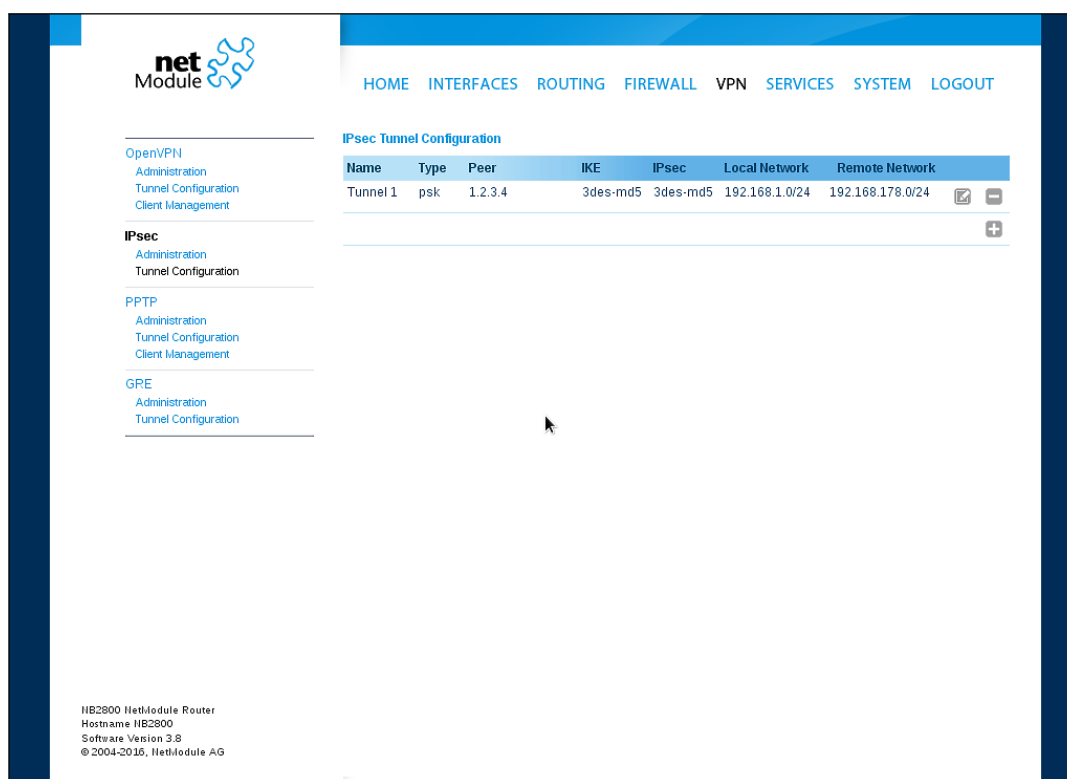 net
Module
HOME INTERFACES ROUTING FIREWALL VPN SERVICES SYSTEM LOGOUT
OpenVPN
Administration
Tunnel Configuration
Client Management
IPsec
Administration
Tunnel Configuration
PPTP
Administration
Tunnel Configuration
Client Management
GRE
Administration
Tunnel Configuration
IPsec Tunnel Configuration
Name Type Peer IKE IPsec Local Network Remote Network
Tunnel 1 psk 1.2.3.4 3des-md5 3des-md5 192.168.1.0/24 192.168.178.0/24
NB2800 NetModule Router
Hostname NB2800
Software Version 3.8
© 2004-2016, NetModule AG